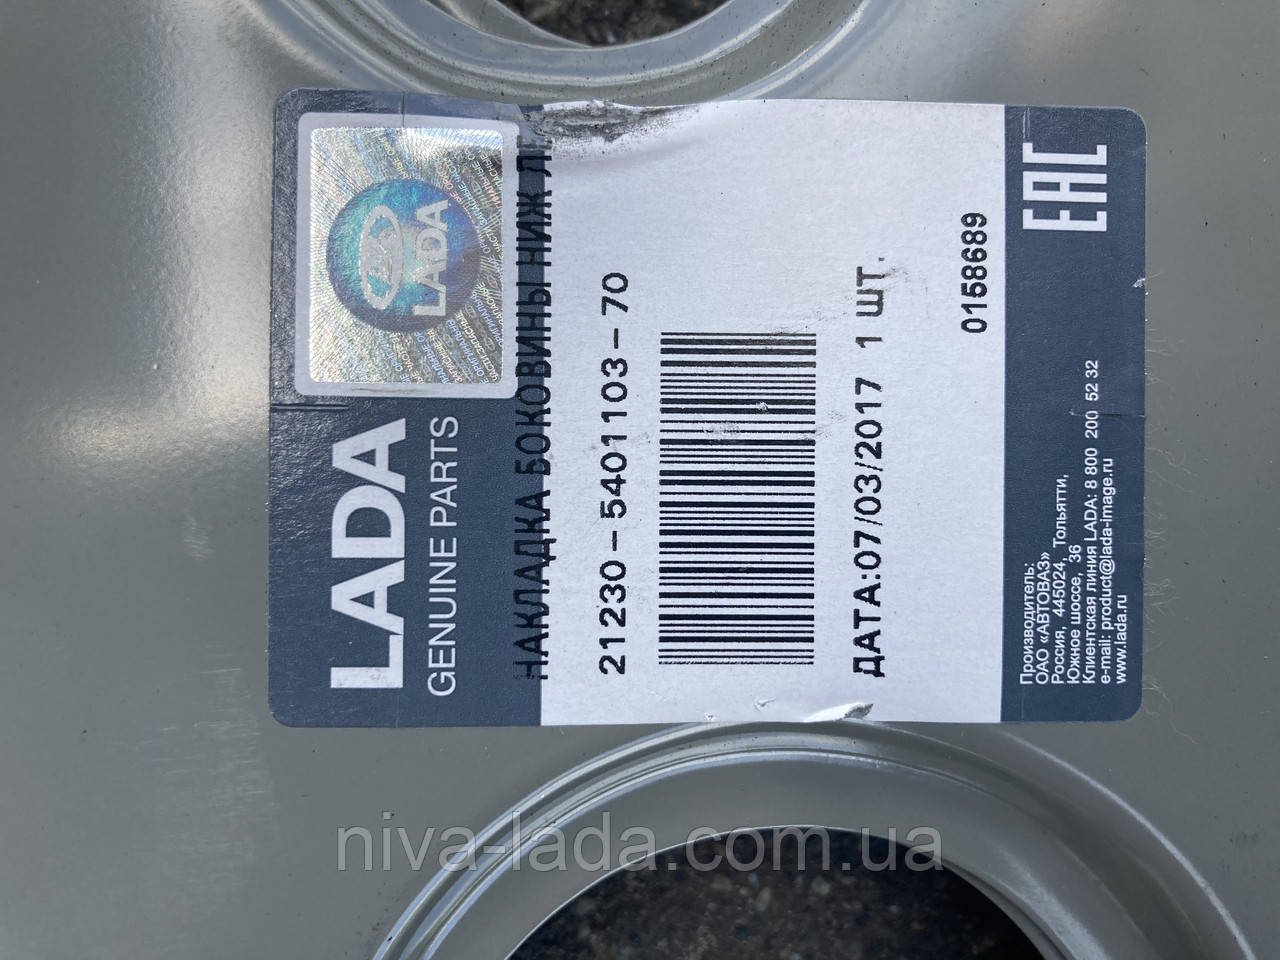 LADA
GENUINE PARTS
LADA
НАКЛАДКА БОКОВИНЫ НИЖ
21230-5401103-70
ДАТА:07/03/2017 1 ШТ.
0158689
EAC
Производитель:
ОАО «АВТОВАЗ»
Россия, 445024, Тольятти,
Южное шоссе, 36
Клиентская линия LADA: 8 800 200 52 32
e-mail: product@lada-image.ru
www.lada.ru
niva-lada.com.ua